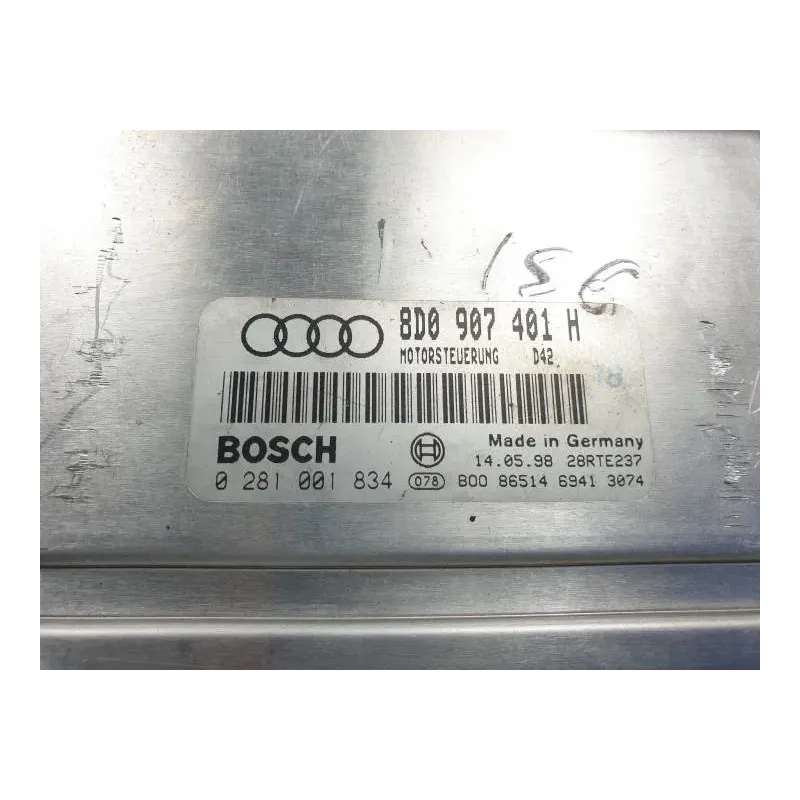 8D0 907 401 H
MOTORSTEUERUNG D42
18
BOSCH
Made in Germany
14.05.98 28RTE237
0 281 001 834 078 B00 86514 6941 3074